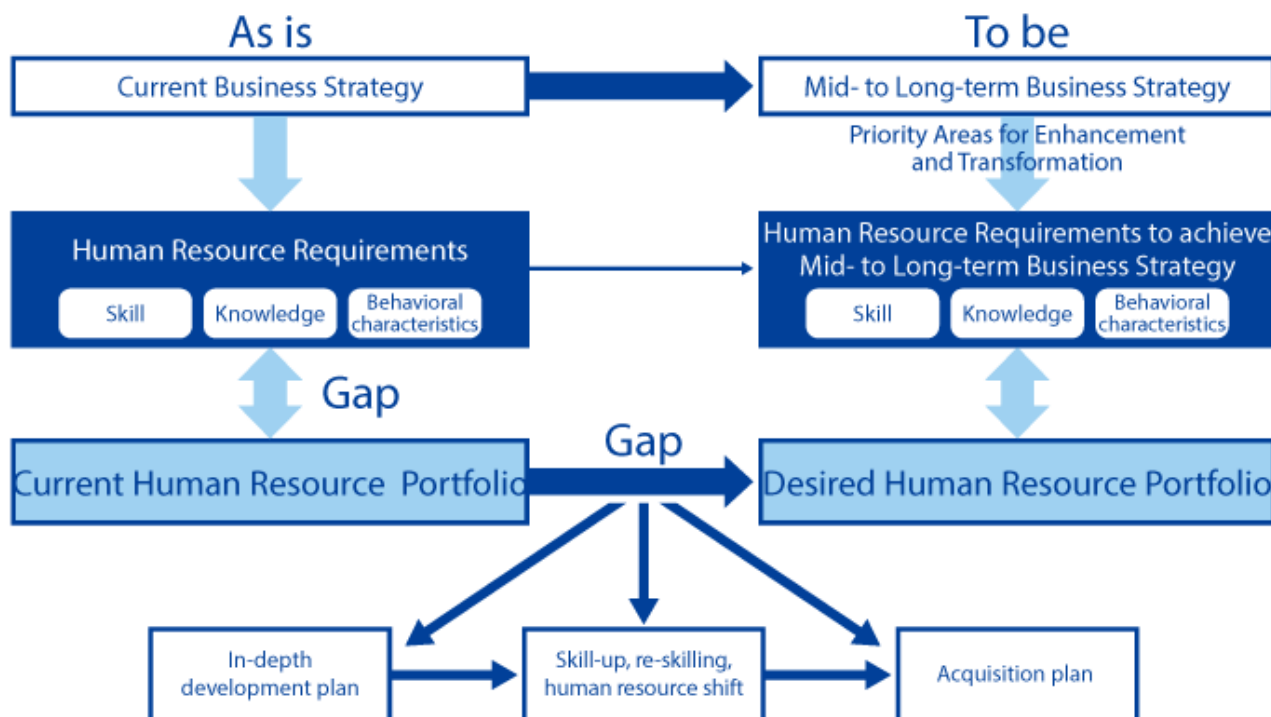 As is
To be
Current Business Strategy
Mid- to Long-term Business Strategy
Priority Areas for Enhancement
and Transformation
Human Resource Requirements
Skill
Knowledge
Behavioral
characteristics
Human Resource Requirements to achieve
Mid- to Long-term Business Strategy
Skill
Knowledge
Behavioral
characteristics
Gap
Gap
Current Human Resource Portfolio
Desired Human Resource Portfolio
In-depth
development plan
Skill-up, re-skilling,
human resource shift
Acquisition plan